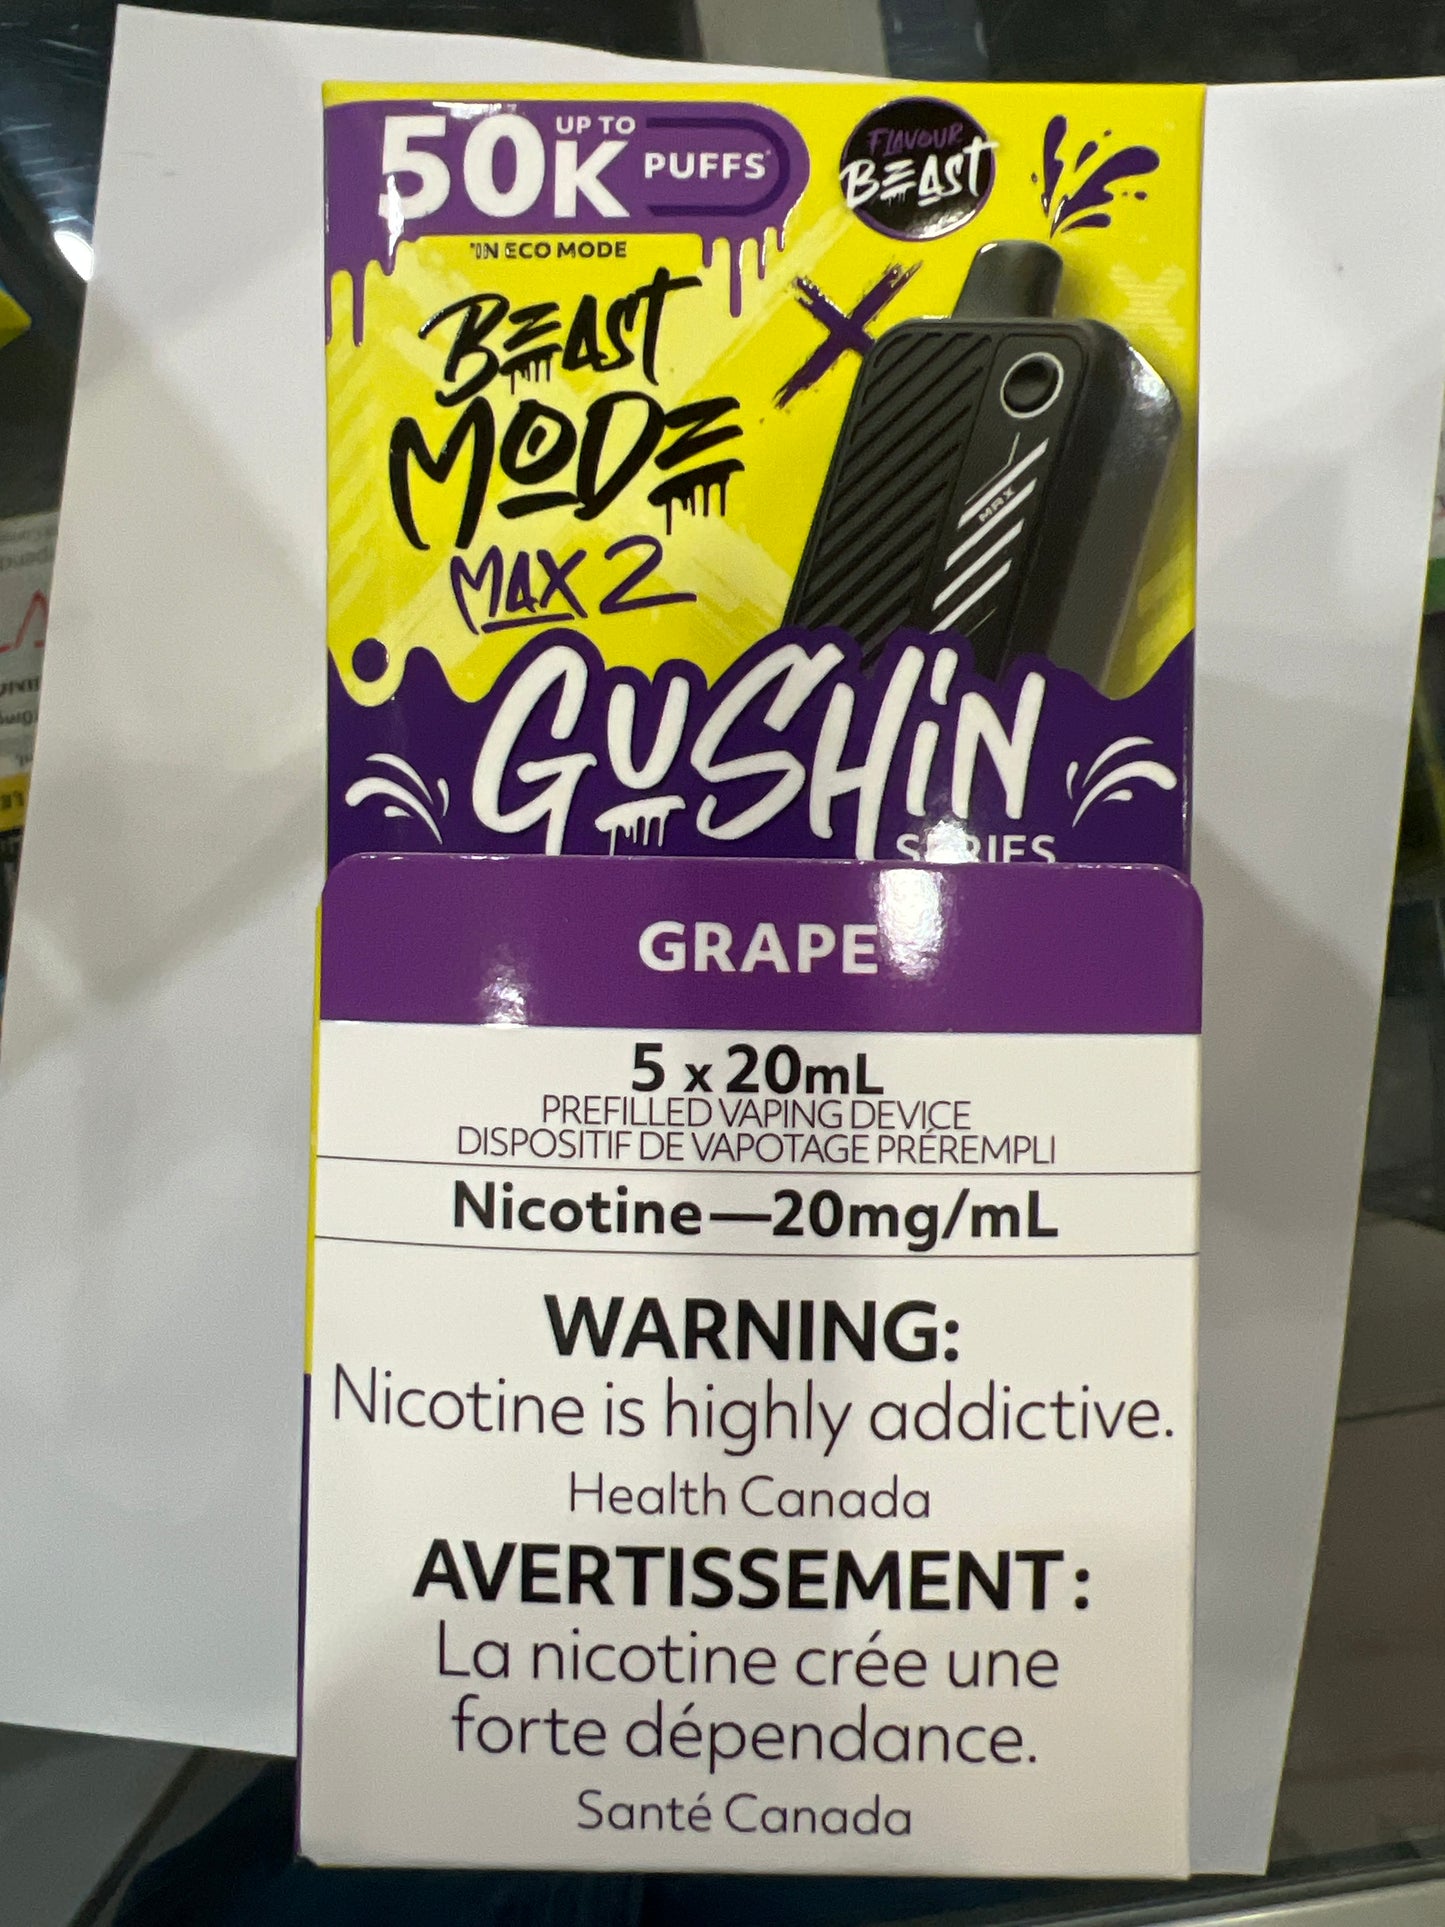 50K UP TO PUFFS*
*ON ECO MODE
FLAVOUR
BEAST
BEAST
MODE
MAX 2
MAX
GUSHiN
SERIES
GRAPE
5 x 20mL
PREFILLED VAPING DEVICE
DISPOSITIF DE VAPOTAGE PRÉREMPLI
Nicotine—20mg/mL
WARNING:
Nicotine is highly addictive.
Health Canada
AVERTISSEMENT :
La nicotine crée une
forte dépendance.
Santé Canada